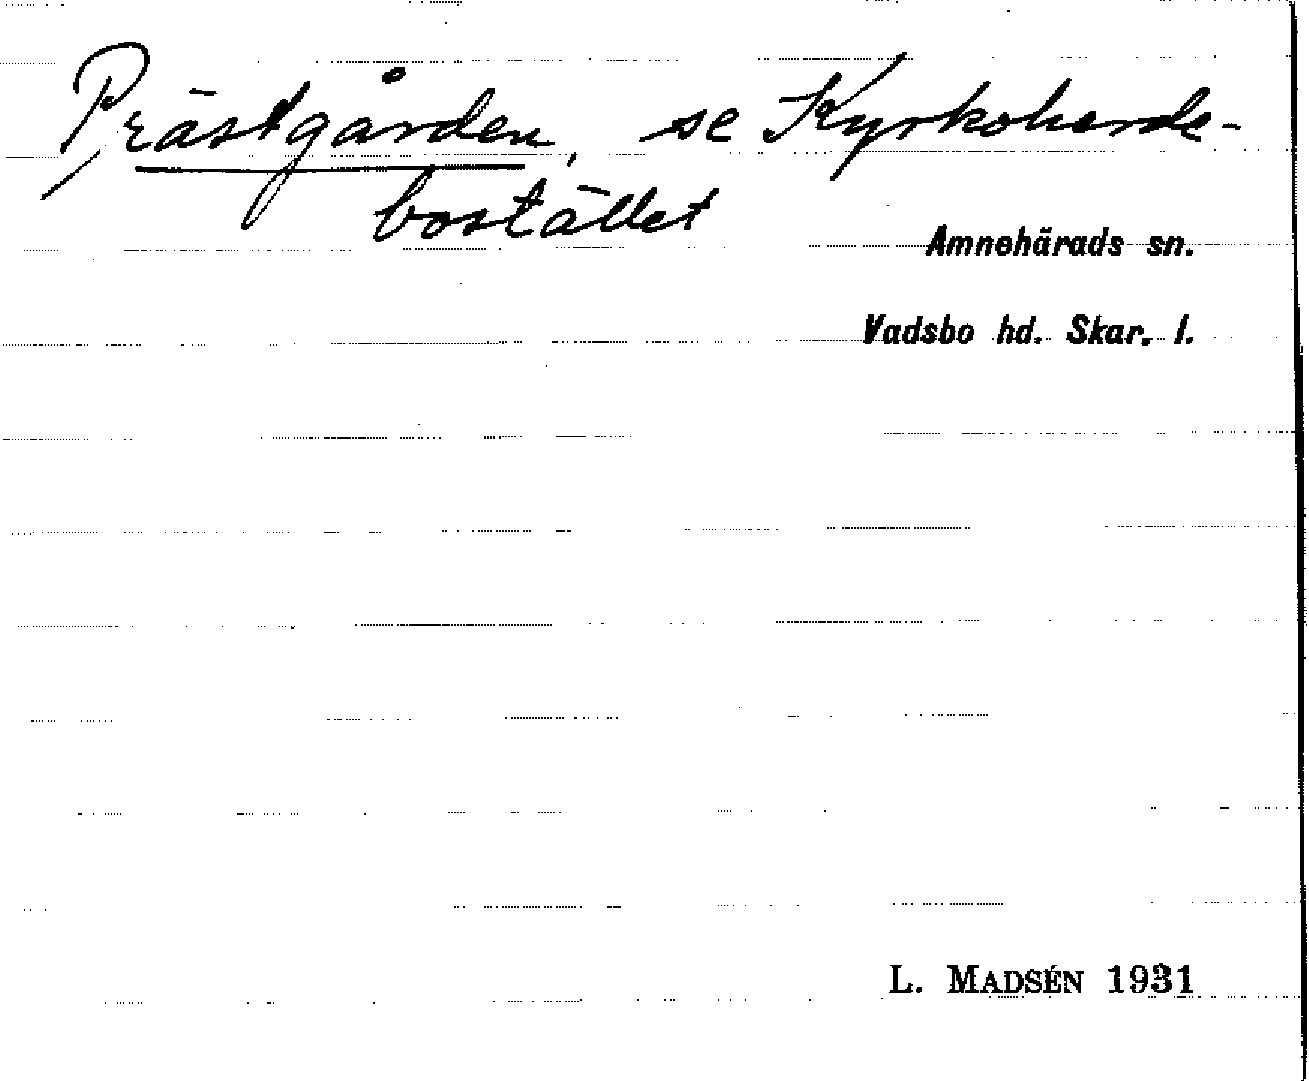 Prästgården, se Kyrkoherde-
bostället
Amnehärads sn.
Vadsbo hd. Skar. l.
L. MADSÉN 1931